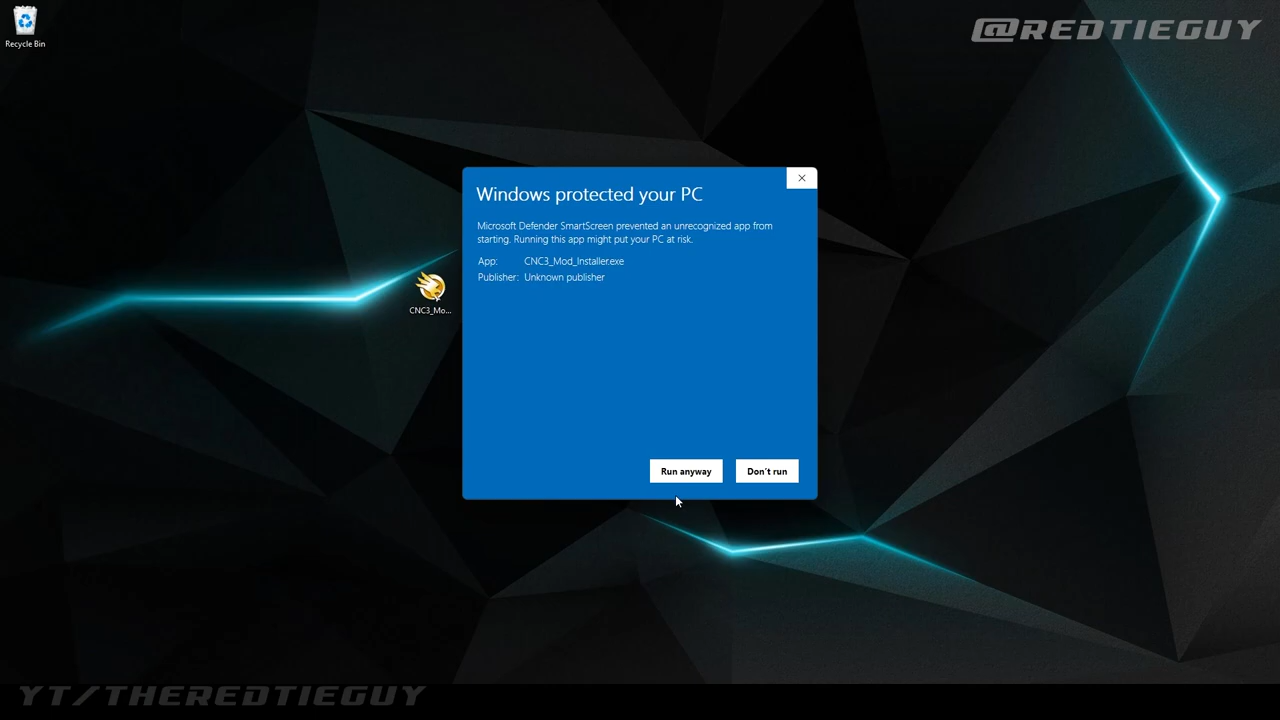 Recycle Bin
@REDTIEGUY
Windows protected your PC
Microsoft Defender SmartScreen prevented an unrecognized app from
starting. Running this app might put your PC at risk.
App: CNC3_Mod_Installer.exe
Publisher: Unknown publisher
CNC3_Mo...
Run anyway Don't run
YT/THEREDTIEGUY